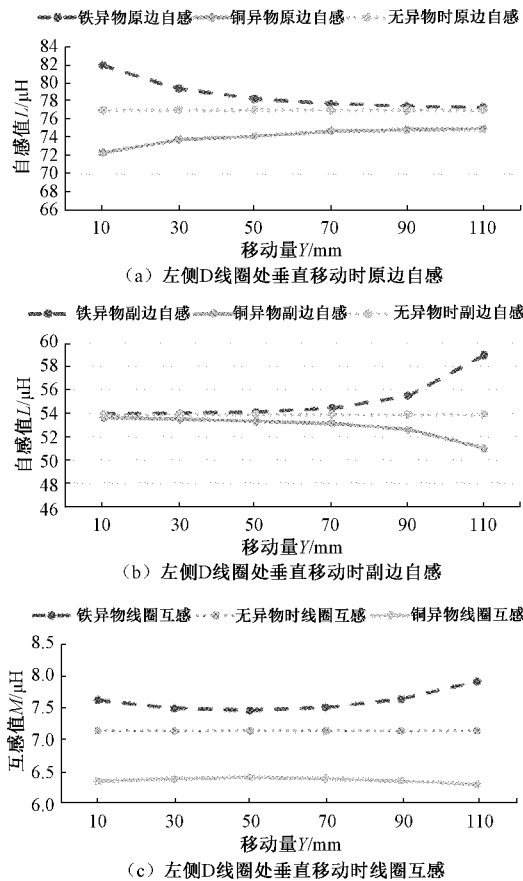 铁异物原边自感 铜异物原边自感 无异物时原边自感
84
82
80
78
76
74
72
70
68
66
自感值L/μH
10 30 50 70 90 110
移动量Y/mm
（a）左侧D线圈处垂直移动时原边自感
铁异物副边自感 铜异物副边自感 无异物时副边自感
60
58
56
54
52
50
48
46
自感值L/μH
10 30 50 70 90 110
移动量Y/mm
（b）左侧D线圈处垂直移动时副边自感
铁异物线圈互感 无异物时线圈互感 铜异物线圈互感
8.5
8.0
7.5
7.0
6.5
6.0
互感值M/μH
10 30 50 70 90 110
移动量Y/mm
（c）左侧D线圈处垂直移动时线圈互感